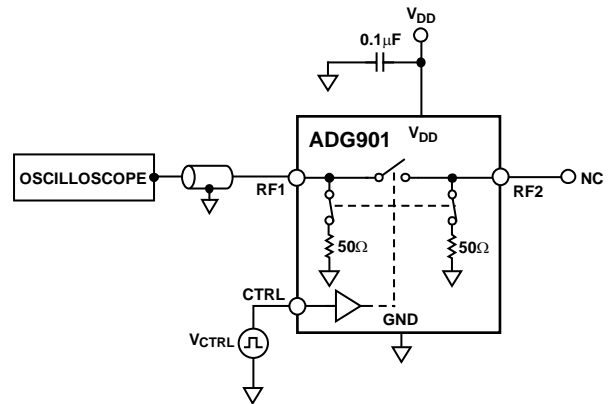 VDD
0.1µF
ADG901
VDD
OSCILLOSCOPE
RF1
RF2
NC
50Ω
50Ω
CTRL
GND
VCTRL